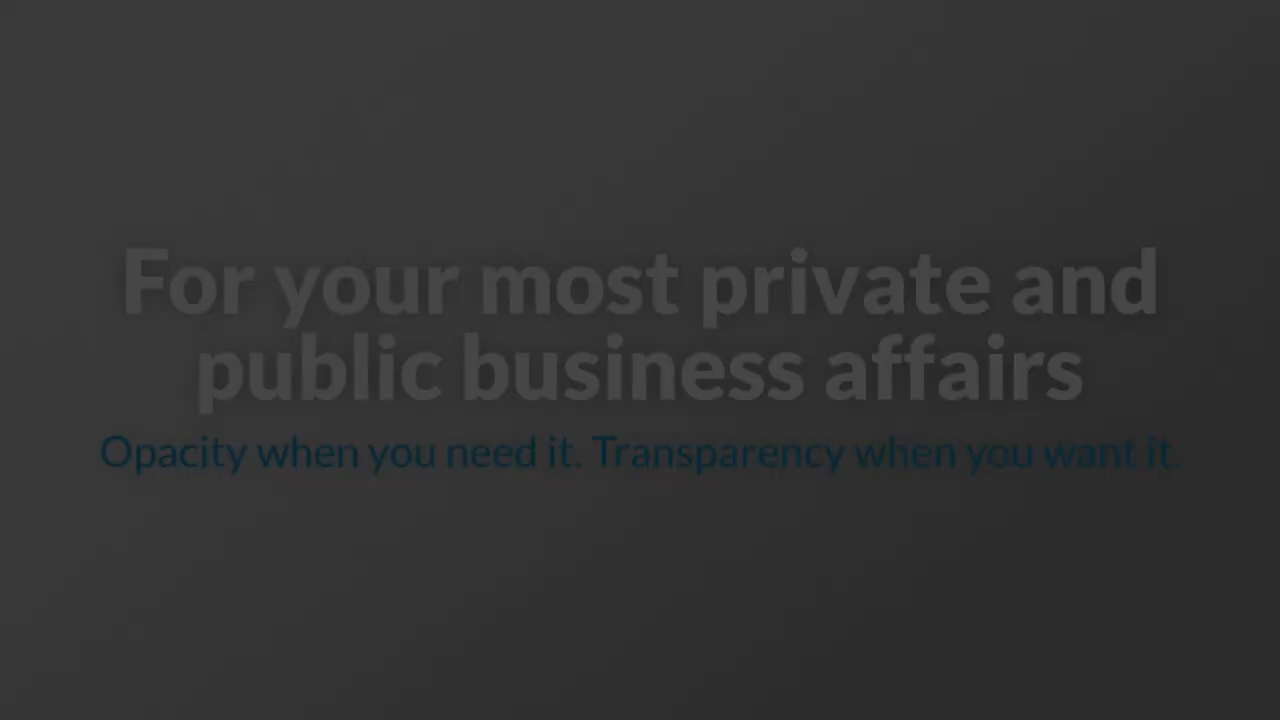 For your most private and
public business affairs
Opacity when you need it. Transparency when you want it.